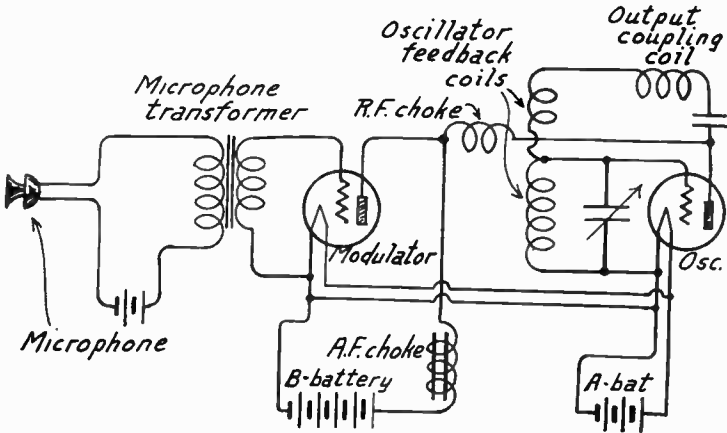 Oscillator
feedback
coils
Output
coupling
coil
Microphone
transformer
R.F. choke
Modulator
Osc.
Microphone
A.F. choke
B-battery
A-bat